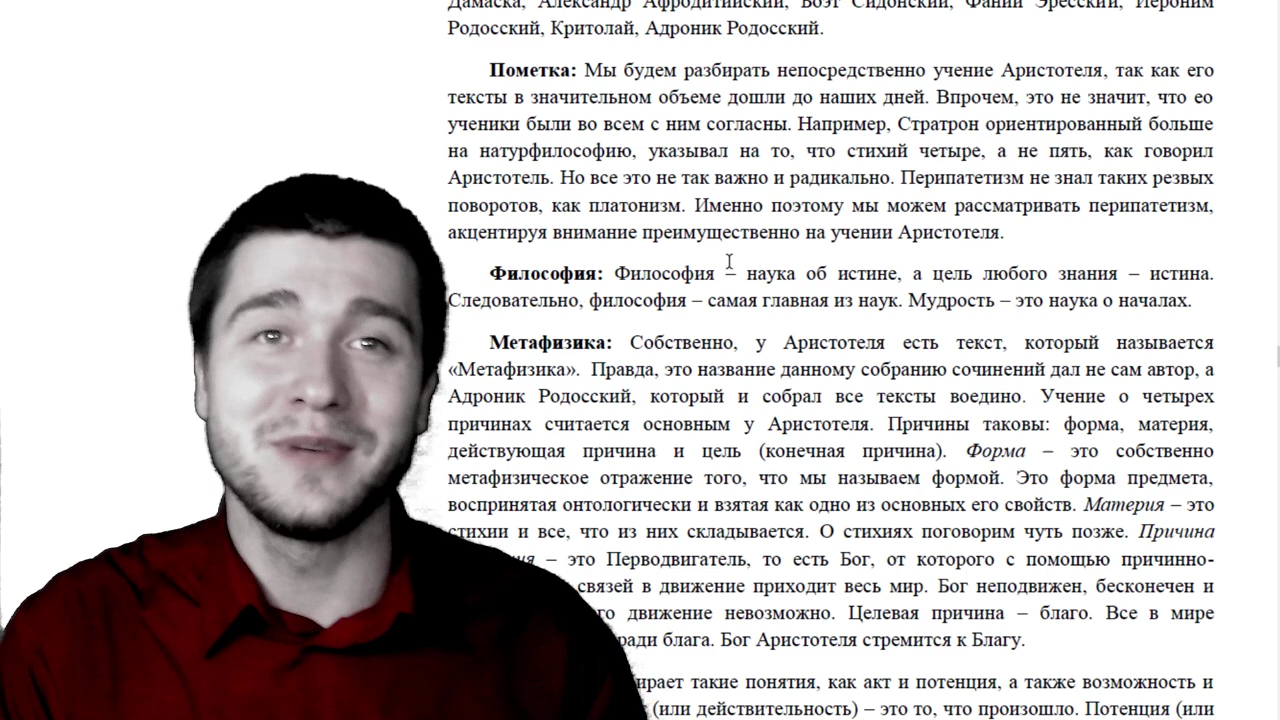 Дамаска, Александр Афродитийский, Боэт Сидонский, Фаний Эресский, Иероним
Родосский, Критолай, Адроник Родосский.
Пометка: Мы будем разбирать непосредственно учение Аристотеля, так как его
тексты в значительном объеме дошли до наших дней. Впрочем, это не значит, что ео
ученики были во всем с ним согласны. Например, Стратрон ориентированный больше
на натурфилософию, указывал на то, что стихий четыре, а не пять, как говорил
Аристотель. Но все это не так важно и радикально. Перипатетизм не знал таких резвых
поворотов, как платонизм. Именно поэтому мы можем рассматривать перипатетизм,
акцентируя внимание преимущественно на учении Аристотеля.
Философия: Философия – наука об истине, а цель любого знания – истина.
Следовательно, философия – самая главная из наук. Мудрость – это наука о началах.
Метафизика: Собственно, у Аристотеля есть текст, который называется
«Метафизика». Правда, это название данному собранию сочинений дал не сам автор, а
Адроник Родосский, который и собрал все тексты воедино. Учение о четырех
причинах считается основным у Аристотеля. Причины таковы: форма, материя,
действующая причина и цель (конечная причина). Форма – это собственно
метафизическое отражение того, что мы называем формой. Это форма предмета,
воспринятая онтологически и взятая как одно из основных его свойств. Материя – это
стихии и все, что из них складывается. О стихиях поговорим чуть позже. Причина
– это Перводвигатель, то есть Бог, от которого с помощью причинно-
связей в движение приходит весь мир. Бог неподвижен, бесконечен и
движение невозможно. Целевая причина – благо. Все в мире
ради блага. Бог Аристотеля стремится к Благу.
такие понятия, как акт и потенция, а также возможность и
(или действительность) – это то, что произошло. Потенция (или